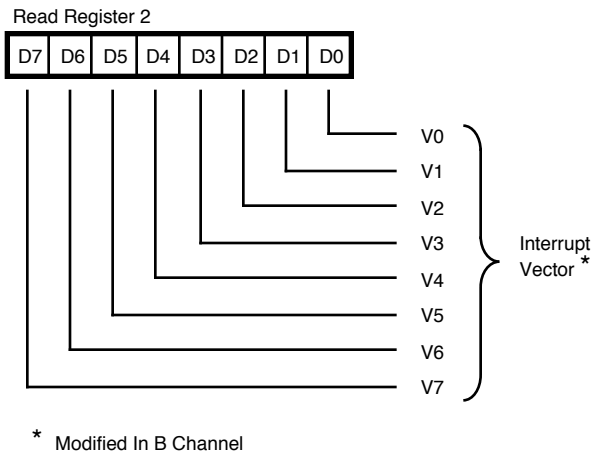 Read Register 2
D7 D6 D5 D4 D3 D2 D1 D0
V0
V1
V2
V3
V4
V5
V6
V7
Interrupt
Vector *
* Modified In B Channel